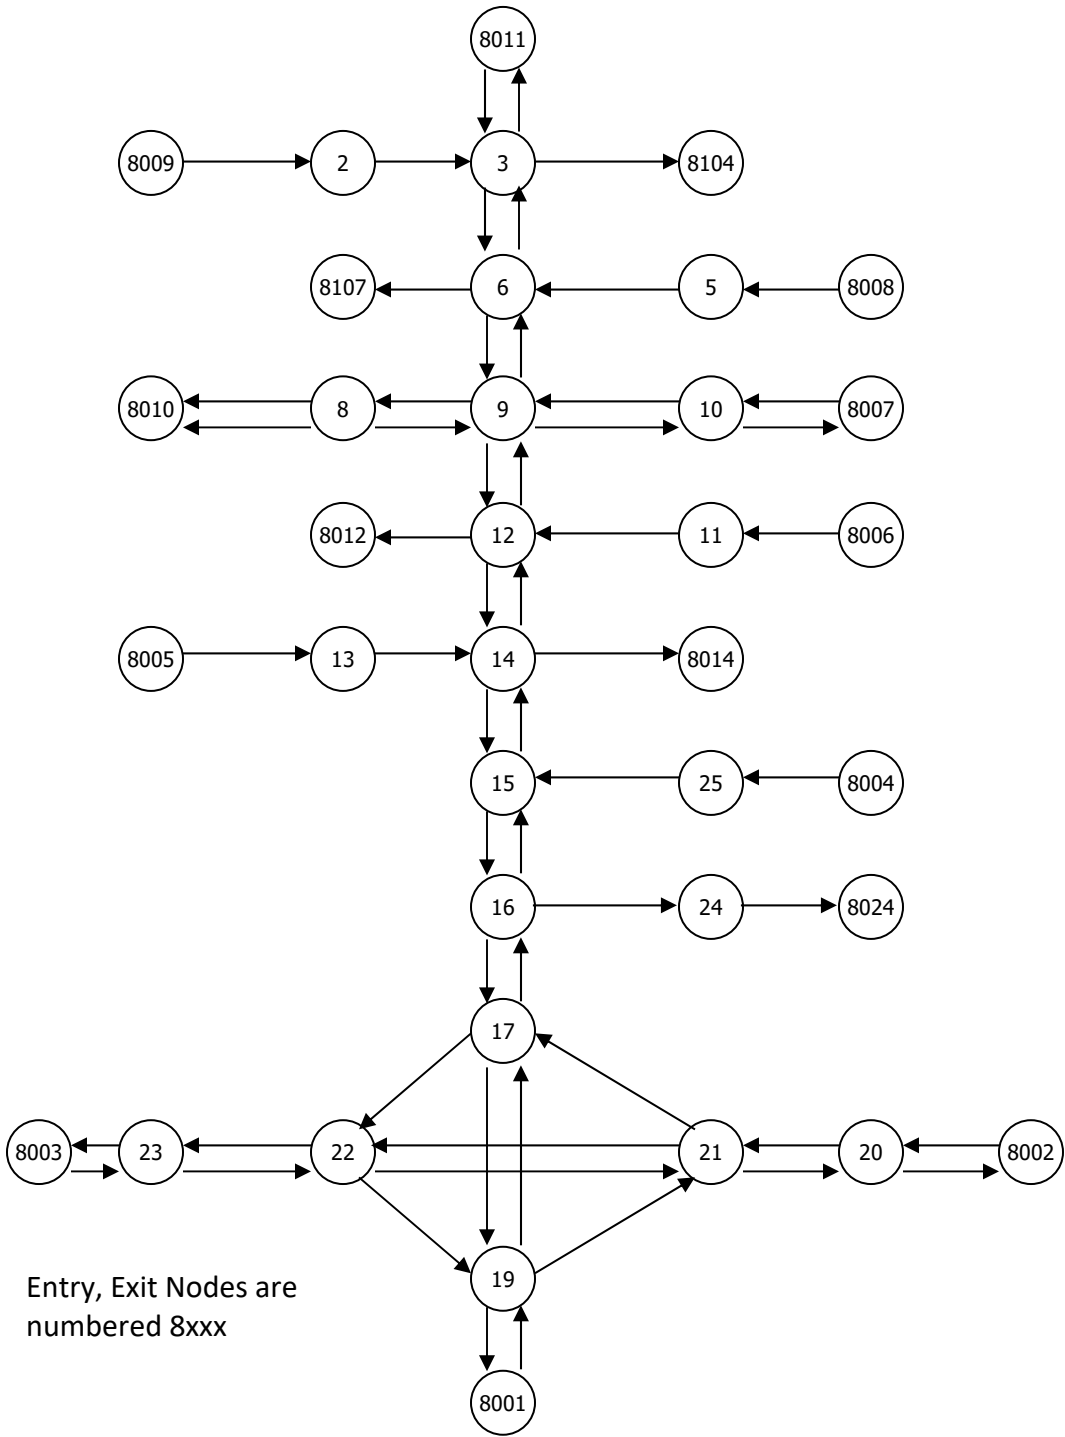 8011
8009 2 3 8104
8107 6 5 8008
8010 8 9 10 8007
8012 12 11 8006
8005 13 14 8014
15 25 8004
16 24 8024
17
8003 23 22 21 20 8002
19
Entry, Exit Nodes are
numbered 8xxx
8001